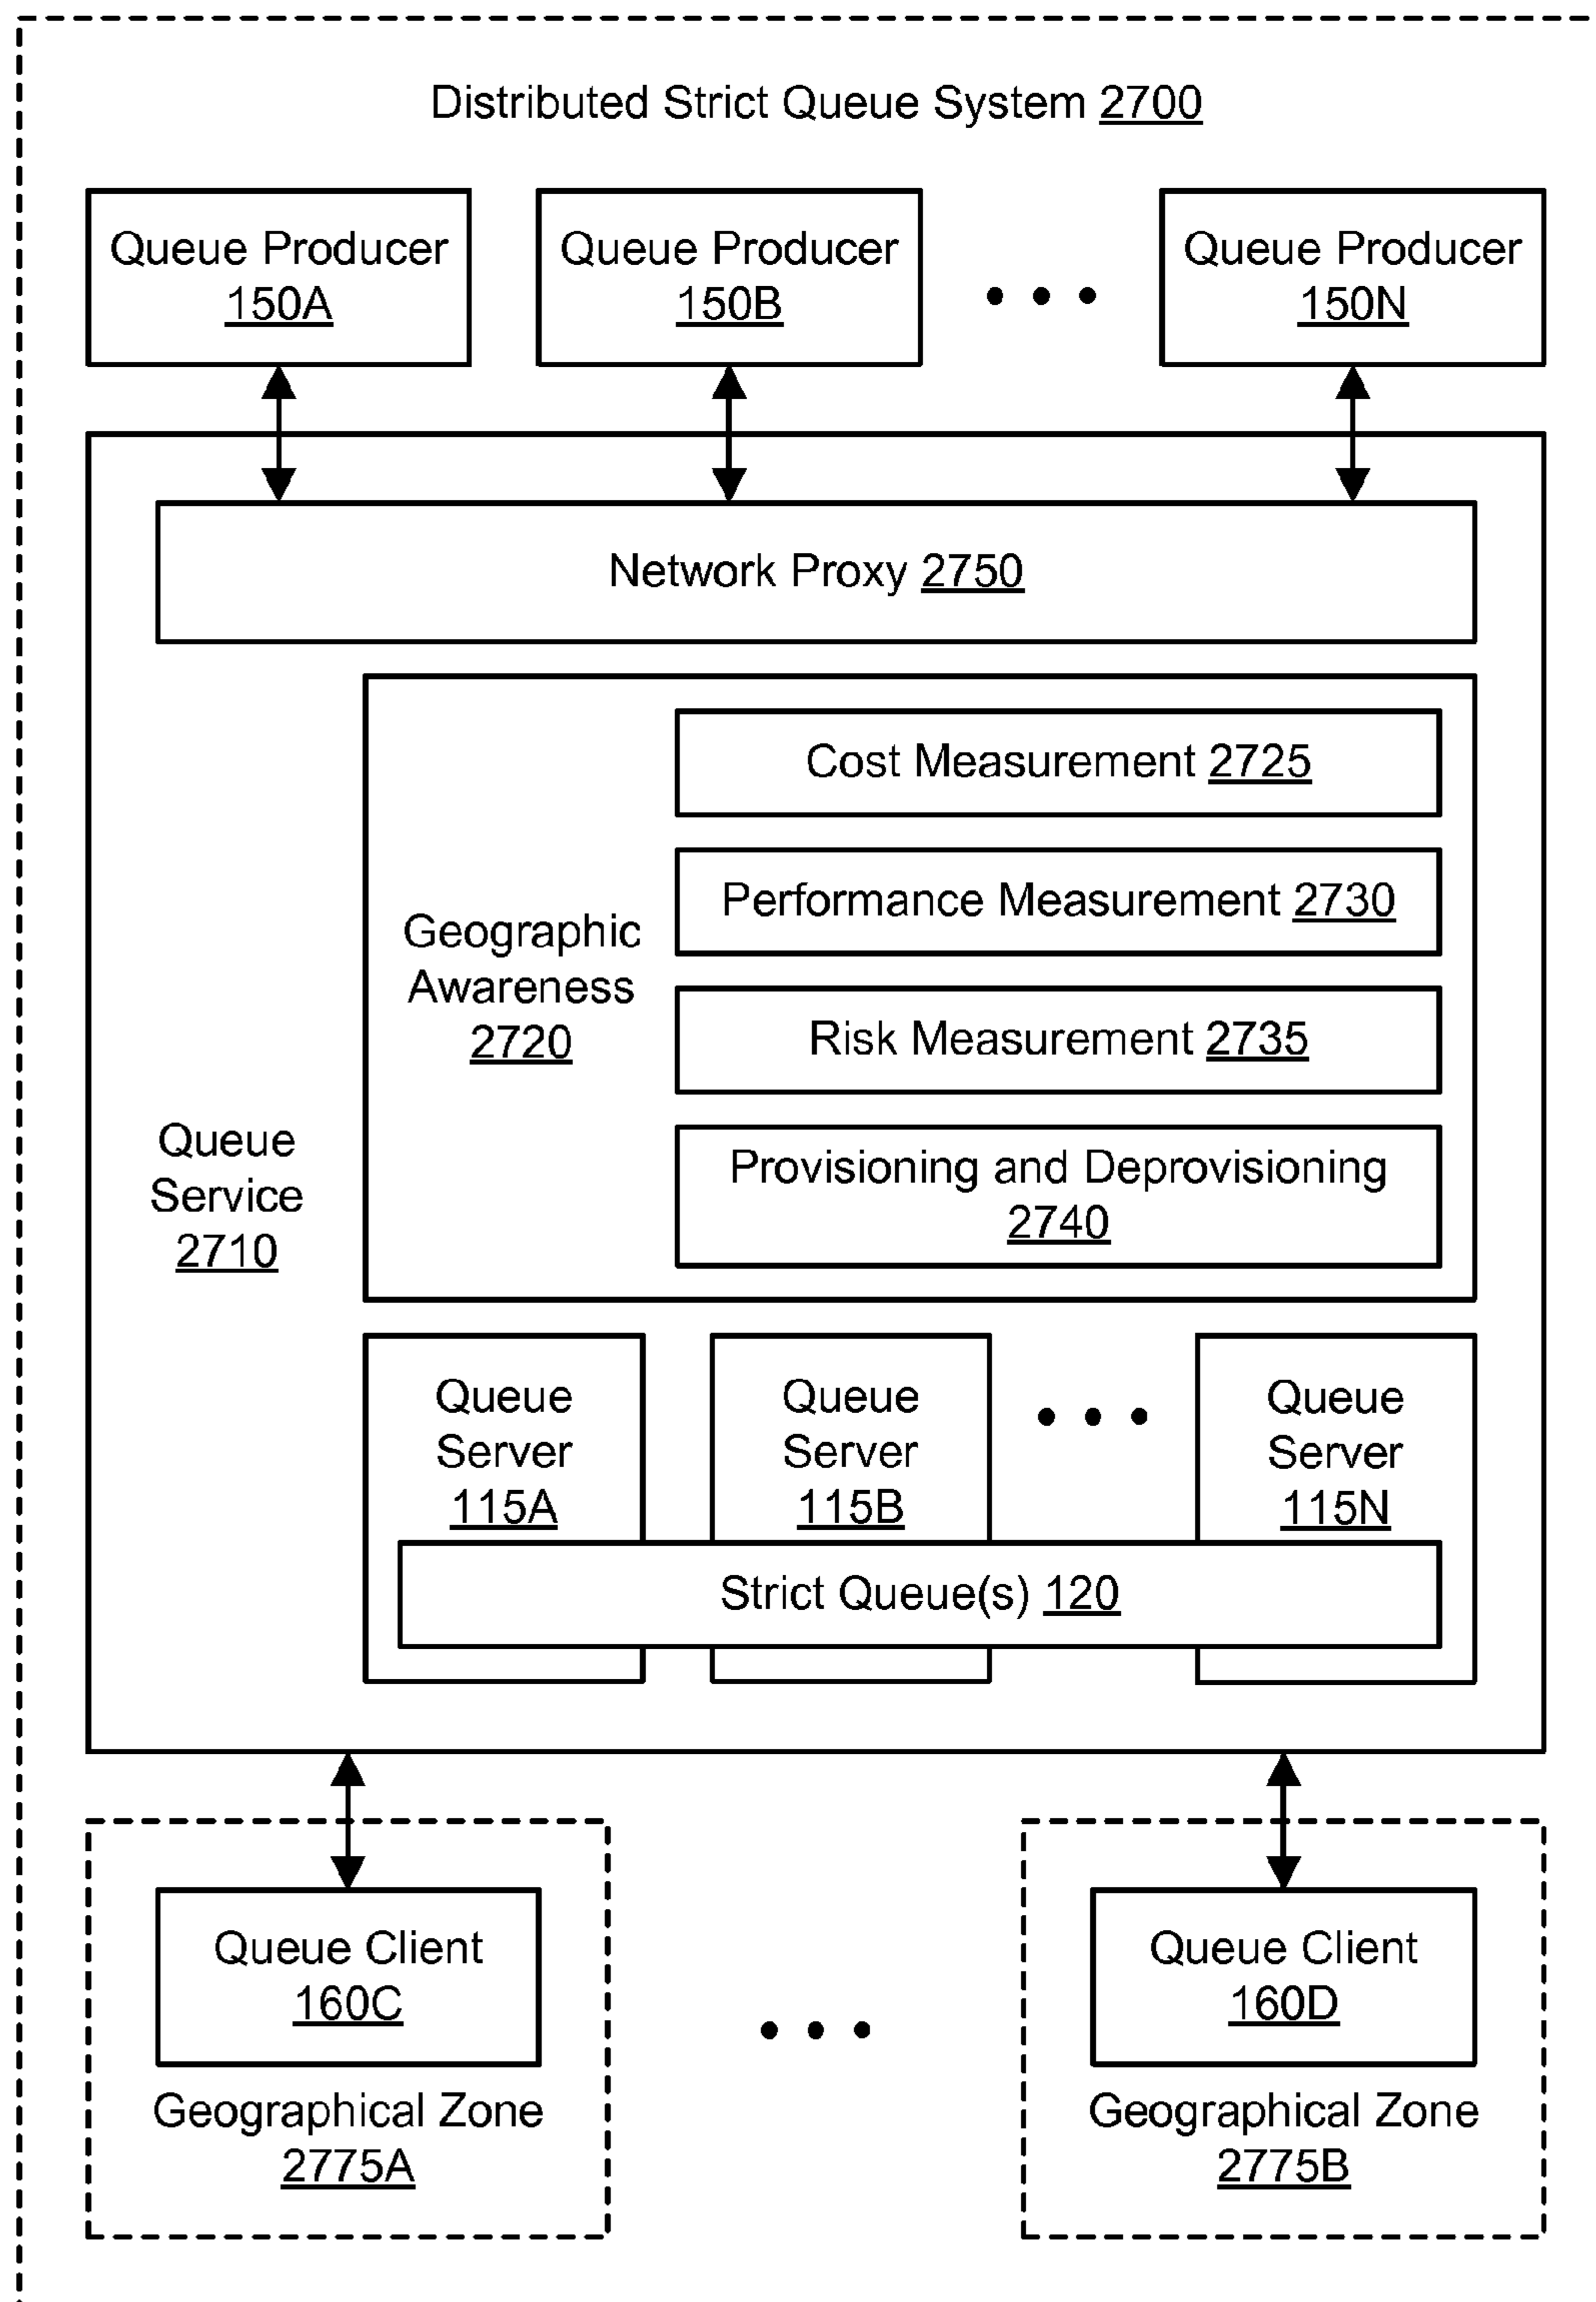 Distributed Strict Queue System 2700
Queue Producer
150A
Queue Producer
150B
Queue Producer
150N
Network Proxy 2750
Cost Measurement 2725
Performance Measurement 2730
Geographic
Awareness
2720
Risk Measurement 2735
Provisioning and Deprovisioning
2740
Queue
Service
2710
Queue
Server
115A
Queue
Server
115B
Queue
Server
115N
Strict Queue(s) 120
Queue Client
160C
Geographical Zone
2775A
Queue Client
160D
Geographical Zone
2775B